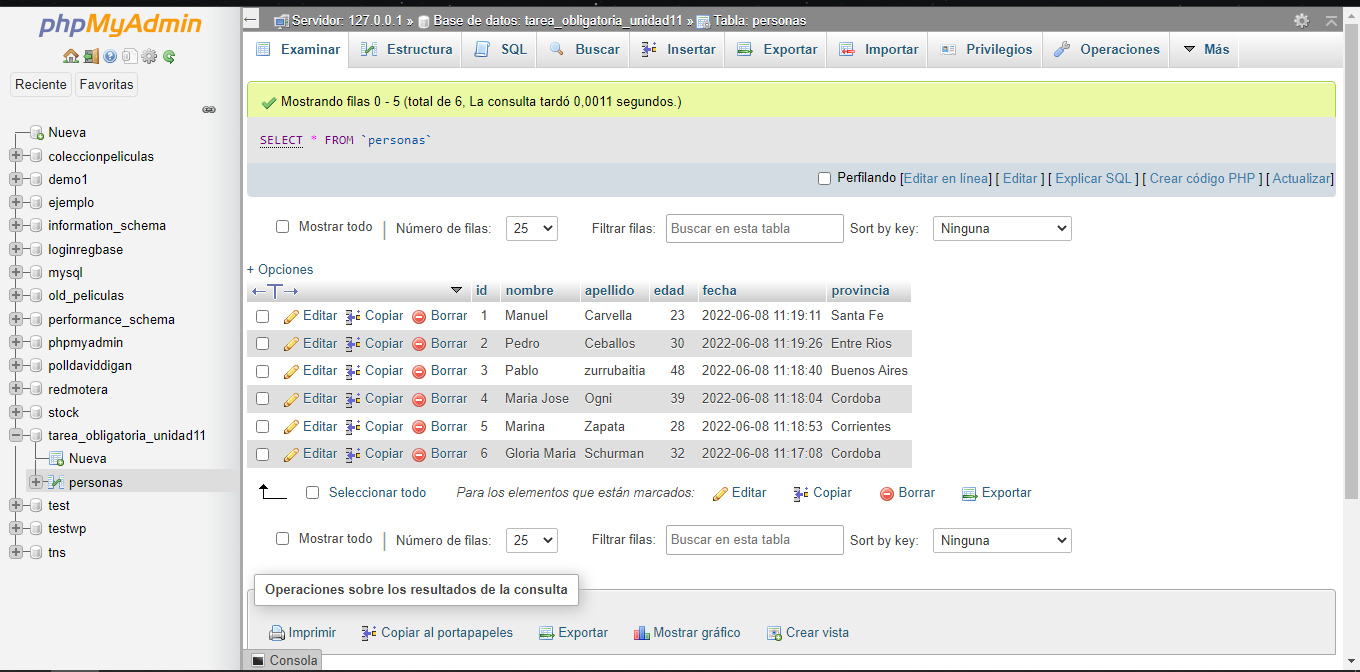 phpMyAdmin
Reciente Favoritas
Nueva
coleccionpeliculas
demo1
ejemplo
information_schema
loginregbase
mysql
old_peliculas
performance_schema
phpmyadmin
polldaviddigan
redmotera
stock
tarea_obligatoria_unidad11
Nueva
personas
test
testwp
tns
Servidor: 127.0.0.1 » Base de datos: tarea_obligatoria_unidad11 » Tabla: personas
Examinar Estructura SQL Buscar Insertar Exportar Importar Privilegios Operaciones Más
Mostrando filas 0 - 5 (total de 6, La consulta tardó 0,0011 segundos.)
SELECT * FROM `personas`
Perfilando [Editar en línea] [ Editar ] [ Explicar SQL ] [ Crear código PHP ] [ Actualizar]
Mostrar todo | Número de filas: 25 Filtrar filas: Buscar en esta tabla Sort by key: Ninguna
+ Opciones
←T→ id nombre apellido edad fecha provincia
Editar Copiar Borrar 1 Manuel Carvella 23 2022-06-08 11:19:11 Santa Fe
Editar Copiar Borrar 2 Pedro Ceballos 30 2022-06-08 11:19:26 Entre Rios
Editar Copiar Borrar 3 Pablo zurrubaitia 48 2022-06-08 11:18:40 Buenos Aires
Editar Copiar Borrar 4 Maria Jose Ogni 39 2022-06-08 11:18:04 Cordoba
Editar Copiar Borrar 5 Marina Zapata 28 2022-06-08 11:18:53 Corrientes
Editar Copiar Borrar 6 Gloria Maria Schurman 32 2022-06-08 11:17:08 Cordoba
Seleccionar todo Para los elementos que están marcados: Editar Copiar Borrar Exportar
Mostrar todo | Número de filas: 25 Filtrar filas: Buscar en esta tabla Sort by key: Ninguna
Operaciones sobre los resultados de la consulta
Imprimir Copiar al portapapeles Exportar Mostrar gráfico Crear vista
Consola